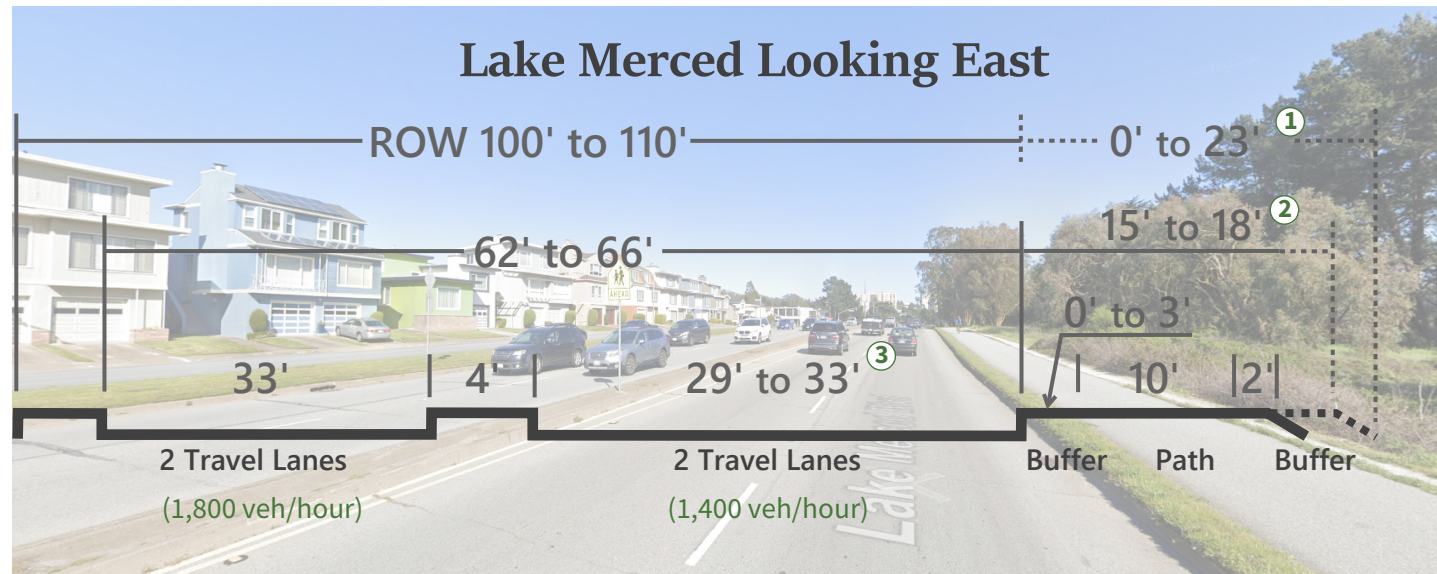 Lake Merced Looking East
ROW 100' to 110'
0' to 23'
1
15' to 18'
2
62' to 66'
AHEAD
0' to 3'
33'
4'
29' to 33'
3
10'
2'
2 Travel Lanes
2 Travel Lanes
Buffer
Path
Buffer
(1,800 veh/hour)
(1,400 veh/hour)